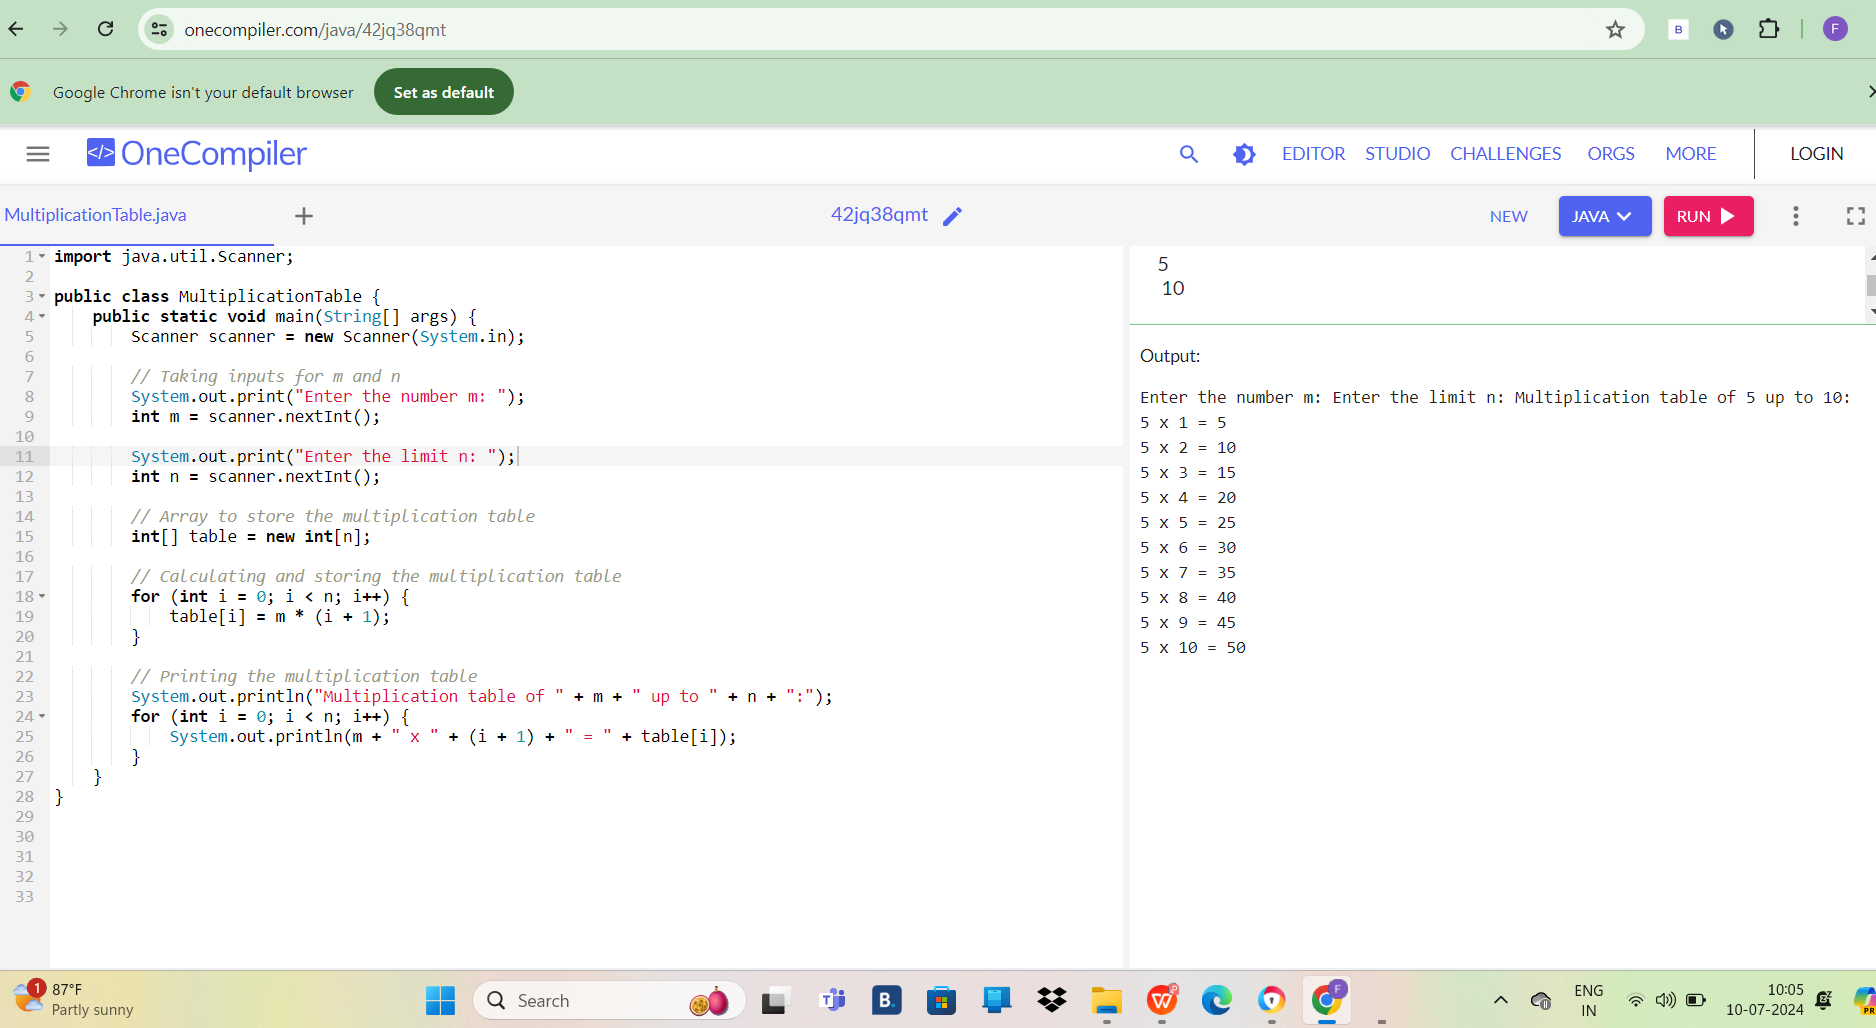 onecompiler.com/java/42jq38qmt
B
F
Google Chrome isn't your default browser
Set as default
</> OneCompiler
EDITOR STUDIO CHALLENGES ORGS MORE LOGIN
MultiplicationTable.java
42jq38qmt
NEW JAVA RUN
1 import java.util.Scanner;
2
3 public class MultiplicationTable {
4 public static void main(String[] args) {
5 Scanner scanner = new Scanner(System.in);
6
7 // Taking inputs for m and n
8 System.out.print("Enter the number m: ");
9 int m = scanner.nextInt();
10
11 System.out.print("Enter the limit n: ");
12 int n = scanner.nextInt();
13
14 // Array to store the multiplication table
15 int[] table = new int[n];
16
17 // Calculating and storing the multiplication table
18 for (int i = 0; i < n; i++) {
19 table[i] = m * (i + 1);
20 }
21
22 // Printing the multiplication table
23 System.out.println("Multiplication table of " + m + " up to " + n + ":");
24 for (int i = 0; i < n; i++) {
25 System.out.println(m + " x " + (i + 1) + " = " + table[i]);
26 }
27 }
28 }
29
30
31
32
33
5
10
Output:
Enter the number m: Enter the limit n: Multiplication table of 5 up to 10:
5 x 1 = 5
5 x 2 = 10
5 x 3 = 15
5 x 4 = 20
5 x 5 = 25
5 x 6 = 30
5 x 7 = 35
5 x 8 = 40
5 x 9 = 45
5 x 10 = 50
1
87°F
Partly sunny
Search
B.
F
ENG
IN
10:05
10-07-2024